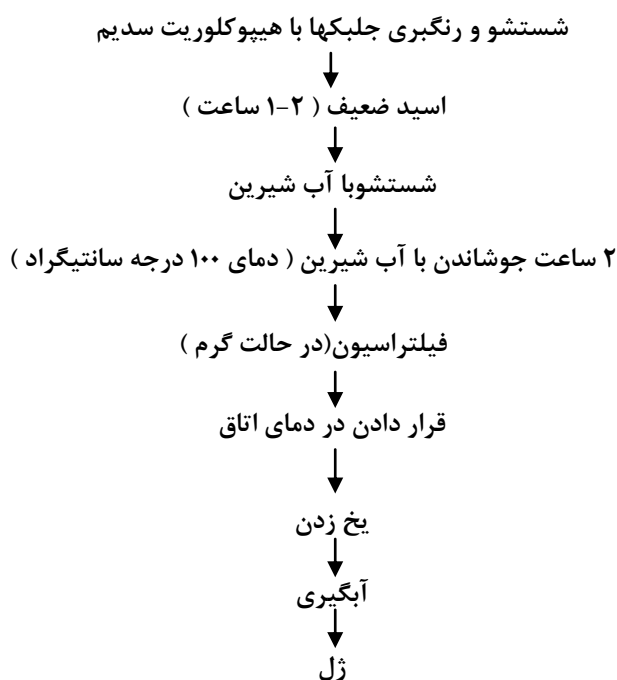 شستشو و رنگبری جلبکها با هیپوکلوریت سدیم
اسید ضعیف ( ۲-۱ ساعت )
شستشوبا آب شیرین
۲ ساعت جوشاندن با آب شیرین ( دمای ۱۰۰ درجه سانتیگراد )
فیلتراسیون(در حالت گرم )
قرار دادن در دمای اتاق
یخ زدن
آبگیری
ژل